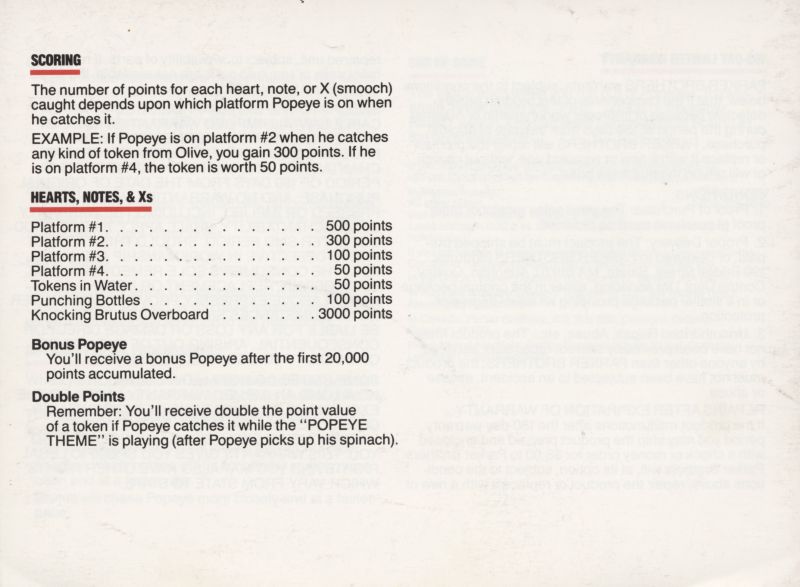 SCORING
The number of points for each heart, note, or X (smooch)
caught depends upon which platform Popeye is on when
he catches it.
EXAMPLE: If Popeye is on platform #2 when he catches
any kind of token from Olive, you gain 300 points. If he
is on platform #4, the token is worth 50 points.
HEARTS, NOTES, & Xs
Platform #1. . . . . . . . . . . . . . . . 500 points
Platform #2. . . . . . . . . . . . . . . . 300 points
Platform #3. . . . . . . . . . . . . . . . 100 points
Platform #4. . . . . . . . . . . . . . . . 50 points
Tokens in Water. . . . . . . . . . . . . . 50 points
Punching Bottles . . . . . . . . . . . . . 100 points
Knocking Brutus Overboard . . . . . . . 3000 points
Bonus Popeye
You'll receive a bonus Popeye after the first 20,000
points accumulated.
Double Points
Remember: You'll receive double the point value
of a token if Popeye catches it while the "POPEYE
THEME" is playing (after Popeye picks up his spinach).